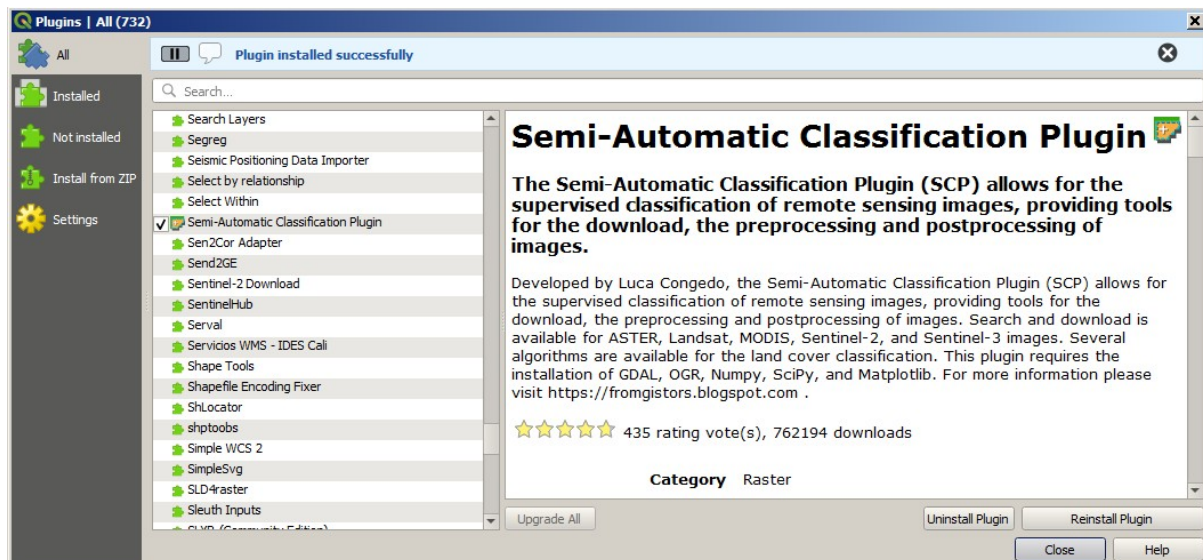 Plugins | All (732)
All
Installed
Not installed
Install from ZIP
Settings
Plugin installed successfully
Search...
Search Layers
Segreg
Seismic Positioning Data Importer
Select by relationship
Select Within
Semi-Automatic Classification Plugin
Sen2Cor Adapter
Send2GE
Sentinel-2 Download
SentinelHub
Serval
Servicios WMS - IDES Cali
Shape Tools
Shapefile Encoding Fixer
ShLocator
shptoobs
Simple WCS 2
SimpleSvg
SLD4raster
Sleuth Inputs
SLYR (Community Edition)
Semi-Automatic Classification Plugin
The Semi-Automatic Classification Plugin (SCP) allows for the
supervised classification of remote sensing images, providing tools
for the download, the preprocessing and postprocessing of
images.
Developed by Luca Congedo, the Semi-Automatic Classification Plugin (SCP) allows for
the supervised classification of remote sensing images, providing tools for the
download, the preprocessing and postprocessing of images. Search and download is
available for ASTER, Landsat, MODIS, Sentinel-2, and Sentinel-3 images. Several
algorithms are available for the land cover classification. This plugin requires the
installation of GDAL, OGR, Numpy, SciPy, and Matplotlib. For more information please
visit https://fromgistors.blogspot.com .
435 rating vote(s), 762194 downloads
Category Raster
Upgrade All
Uninstall Plugin
Reinstall Plugin
Close
Help